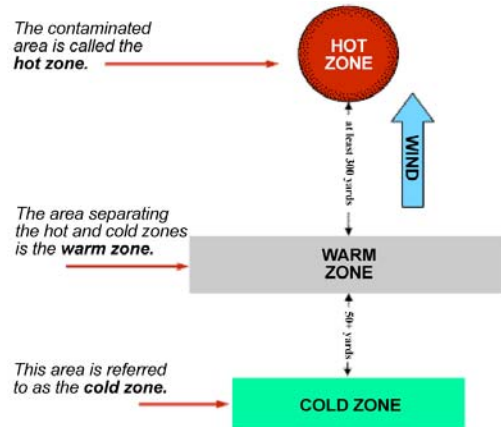 The contaminated
area is called the
hot zone.
HOT
ZONE
at least 300 yards
WIND
The area separating
the hot and cold zones
is the warm zone.
WARM
ZONE
50+ yards
This area is referred
to as the cold zone.
COLD ZONE